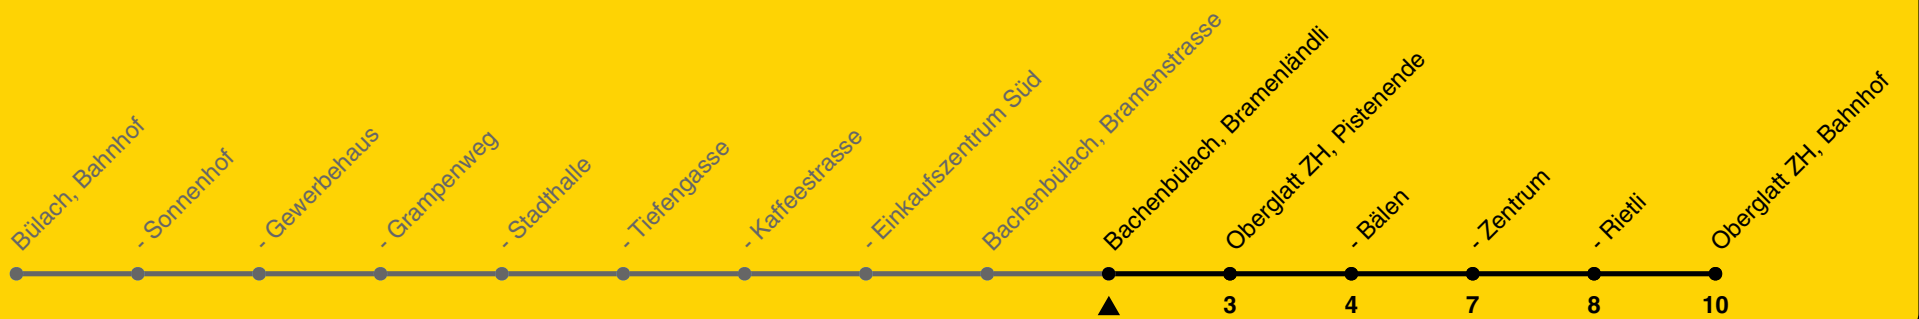 Bülach, Bahnhof
- Sonnenhof
- Gewerbehaus
- Grampenweg
- Stadthalle
- Tiefengasse
- Kaffeestrasse
- Einkaufszentrum Süd
Bachenbülach, Bramenstrasse
Bachenbülach, Bramenländli
Oberglatt ZH, Pistenende
- Bälen
- Zentrum
- Rietli
Oberglatt ZH, Bahnhof
3 4 7 8 10